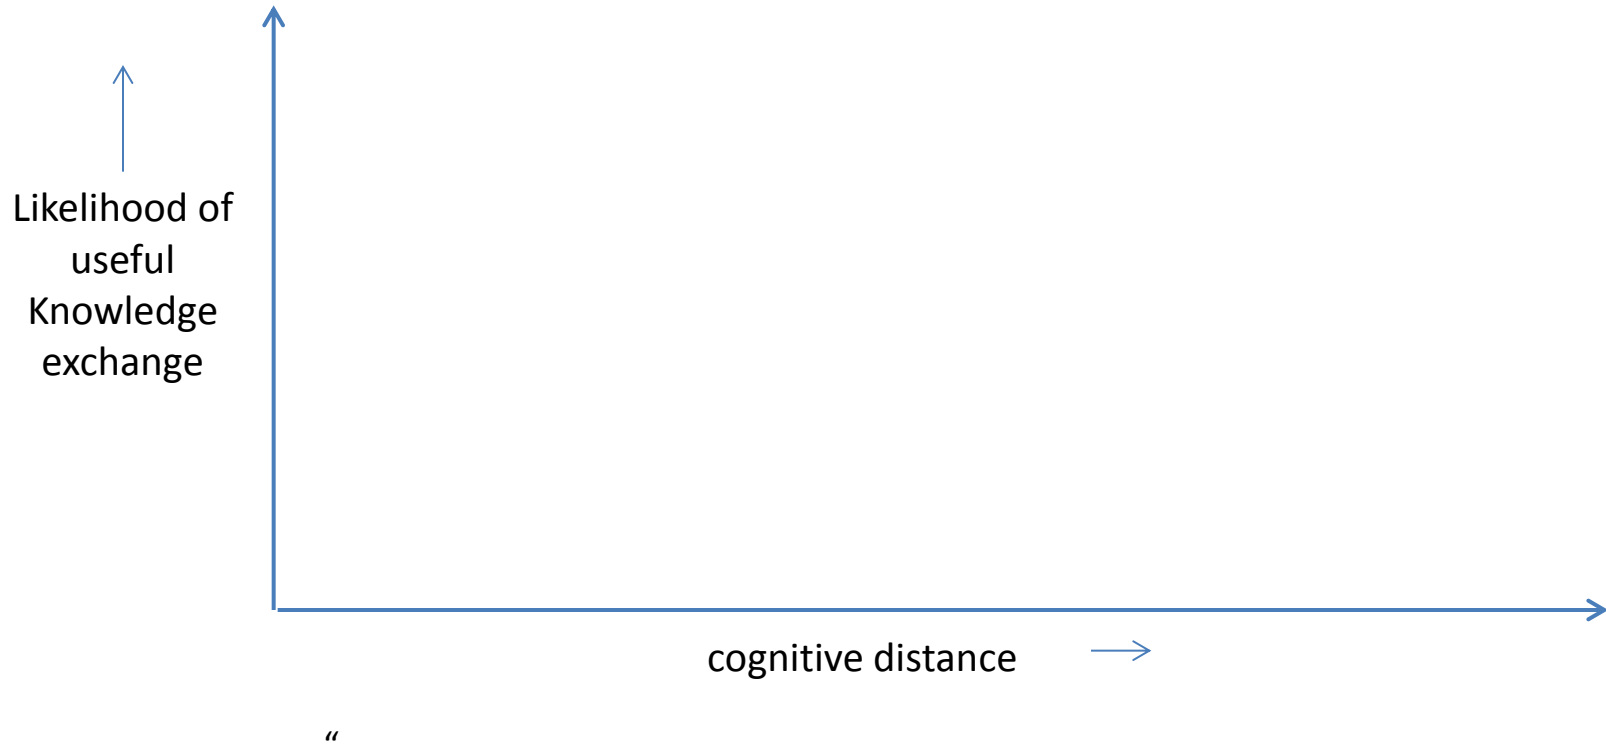 Likelihood of
useful
Knowledge
exchange
cognitive distance
“